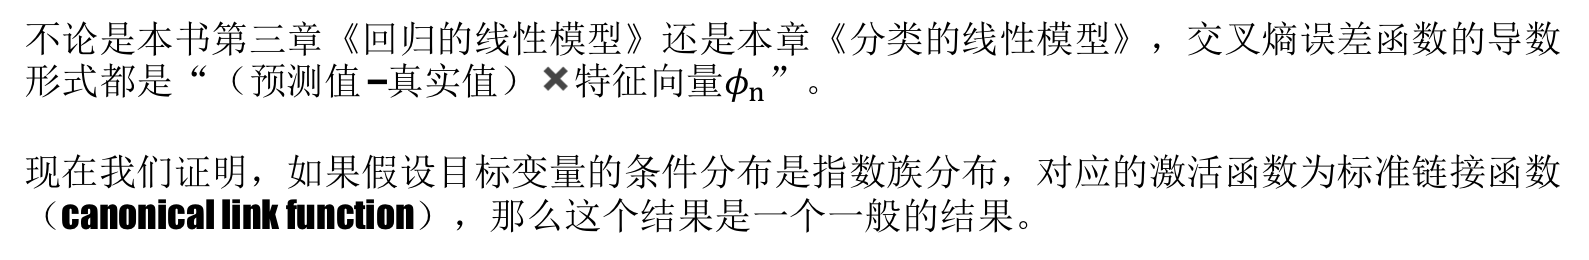 不论是本书第三章《回归的线性模型》还是本章《分类的线性模型》，交叉熵误差函数的导数
形式都是“（预测值–真实值）✖特征向量ϕn”。
现在我们证明，如果假设目标变量的条件分布是指数族分布，对应的激活函数为标准链接函数
（canonical link function），那么这个结果是一个一般的结果。